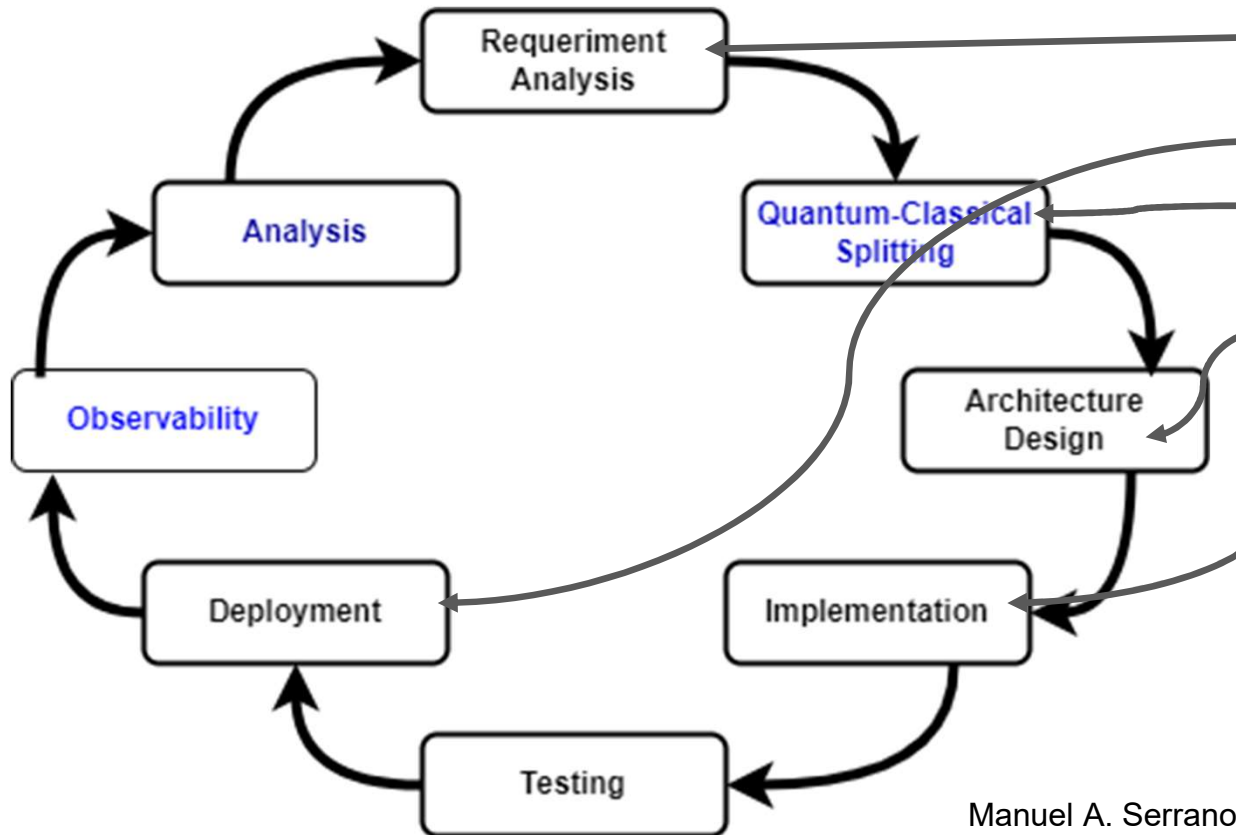 Requeriment
Analysis
Analysis
Quantum-Classical
Splitting
Observability
Architecture
Design
Deployment
Implementation
Testing
Manuel A. Serrano